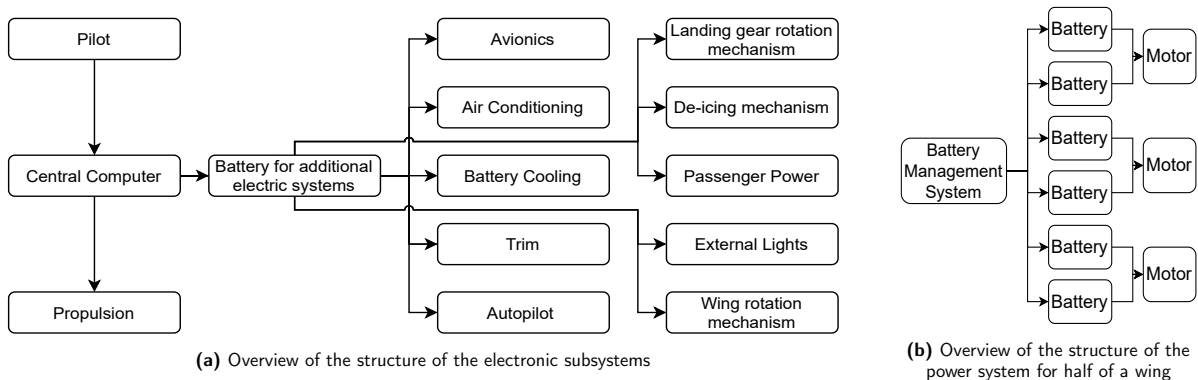 Pilot
Central Computer
Propulsion
Battery for additional
electric systems
Avionics
Air Conditioning
Battery Cooling
Trim
Autopilot
Landing gear rotation
mechanism
De-icing mechanism
Passenger Power
External Lights
Wing rotation
mechanism
(a) Overview of the structure of the electronic subsystems
Battery
Management
System
Battery
Battery
Battery
Battery
Battery
Battery
Motor
Motor
Motor
(b) Overview of the structure of the
power system for half of a wing